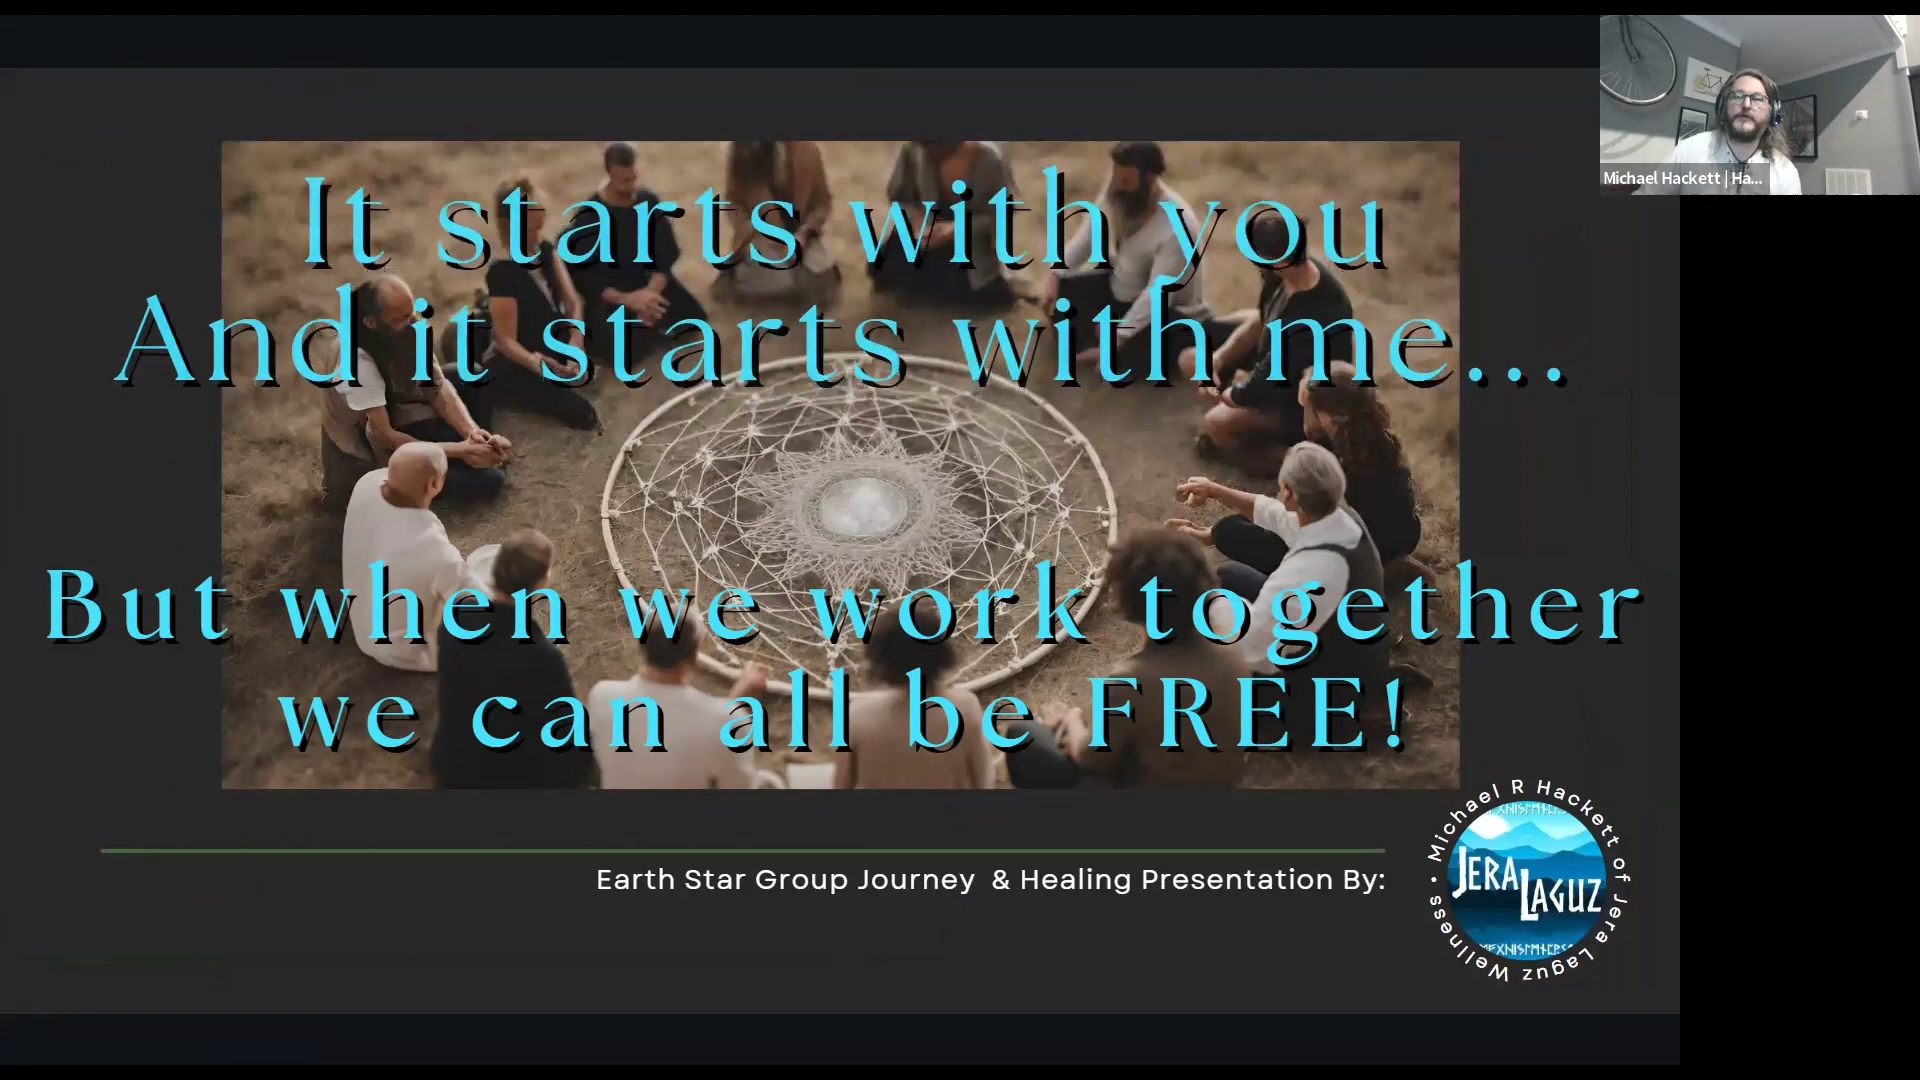 Michael Hackett | Ha...
It starts with you
And it starts with me...
But when we work together
we can all be FREE!
Earth Star Group Journey & Healing Presentation By:
Michael R Hackett of Jera Laguz Wellness •
JERA
LAGUZ